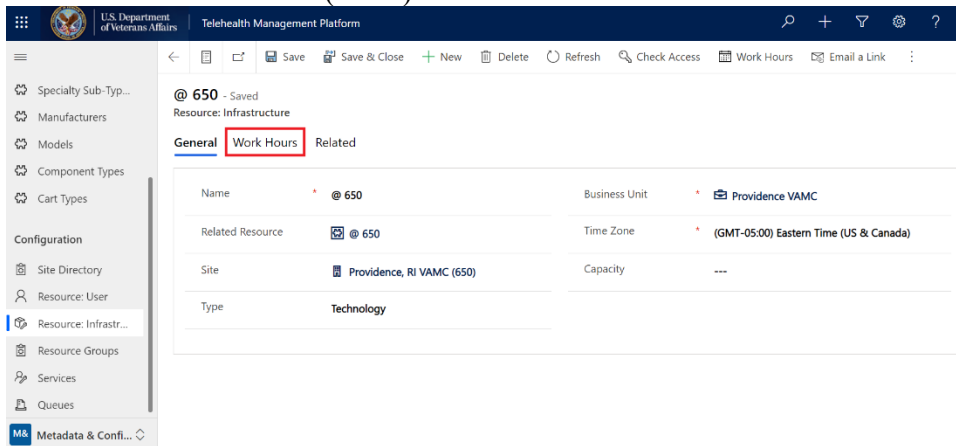 U.S. Department
of Veterans Affairs
Telehealth Management Platform
Save
Save & Close
New
Delete
Refresh
Check Access
Work Hours
Email a Link
Specialty Sub-Typ...
Manufacturers
Models
Component Types
Cart Types
Configuration
Site Directory
Resource: User
Resource: Infrastr...
Resource Groups
Services
Queues
M& Metadata & Confi...
@ 650 - Saved
Resource: Infrastructure
General Work Hours Related
Name * @ 650
Related Resource @ 650
Site Providence, RI VAMC (650)
Type Technology
Business Unit * Providence VAMC
Time Zone * (GMT-05:00) Eastern Time (US & Canada)
Capacity ---